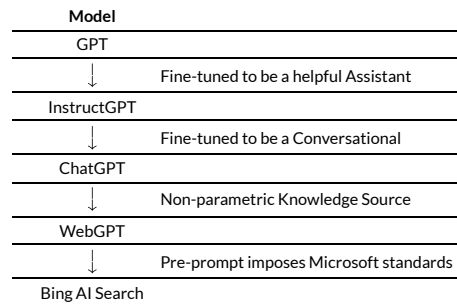 Model
GPT
↓ Fine-tuned to be a helpful Assistant
InstructGPT
↓ Fine-tuned to be a Conversational
ChatGPT
↓ Non-parametric Knowledge Source
WebGPT
↓ Pre-prompt imposes Microsoft standards
Bing AI Search